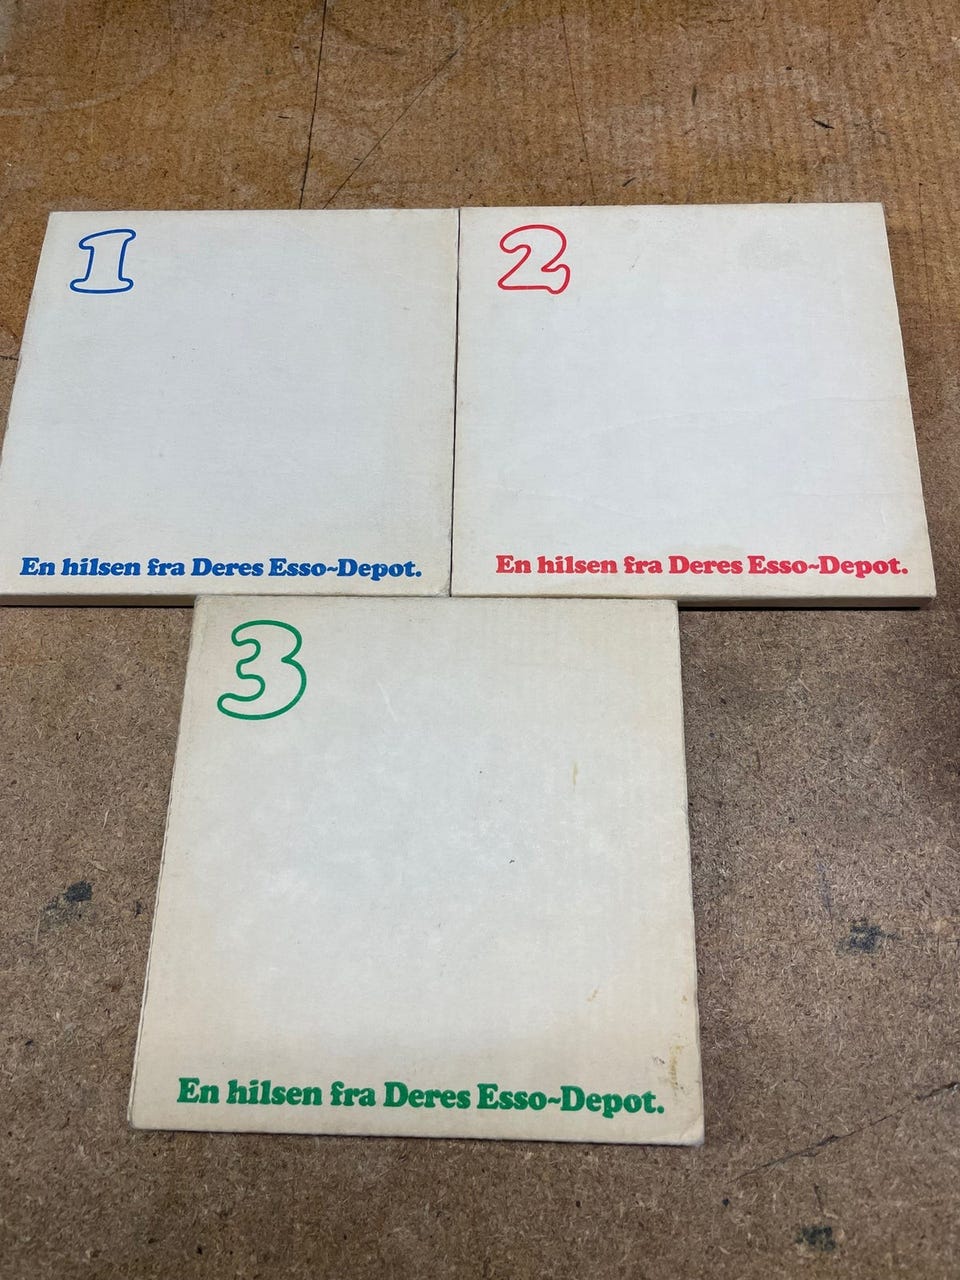 1
2
En hilsen fra Deres Esso~Depot.
En hilsen fra Deres Esso~Depot.
3
En hilsen fra Deres Esso~Depot.